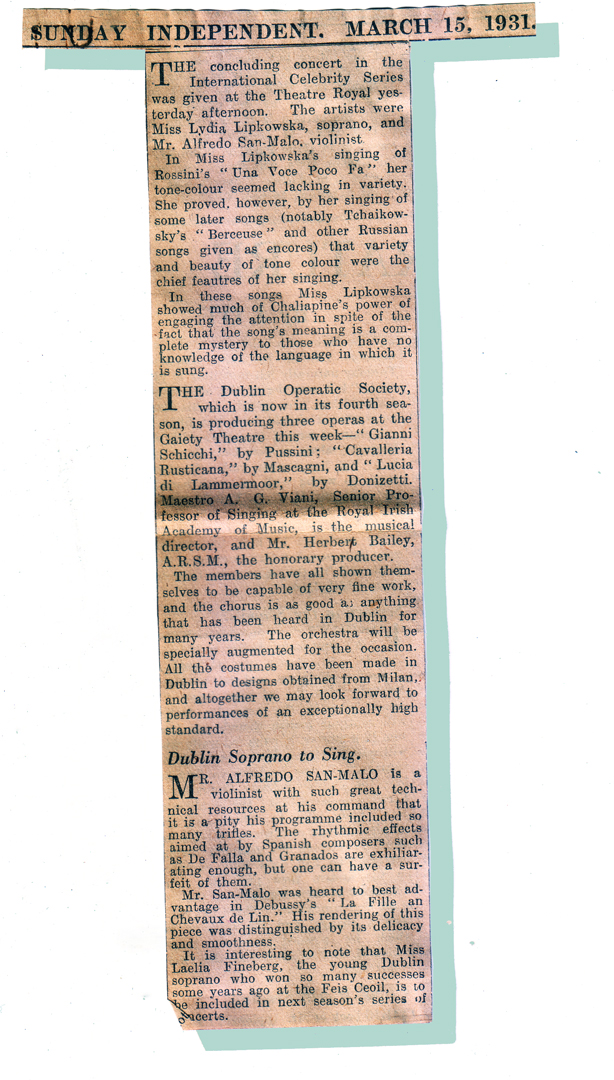 SUNDAY INDEPENDENT. MARCH 15, 1931.
THE concluding concert in the
International Celebrity Series
was given at the Theatre Royal yes-
terday afternoon. The artists were
Miss Lydia Lipkowska, soprano, and
Mr. Alfredo San-Malo, violinist
In Miss Lipkowska's singing of
Rossini's "Una Voce Poco Fa" her
tone-colour seemed lacking in variety.
She proved, however, by her singing of
some later songs (notably Tchaikow-
sky's "Berceuse" and other Russian
songs given as encores) that variety
and beauty of tone colour were the
chief feautres of her singing.
In these songs Miss Lipkowska
showed much of Chaliapine's power of
engaging the attention in spite of the
fact that the song's meaning is a com-
plete mystery to those who have no
knowledge of the language in which it
is sung.
THE Dublin Operatic Society,
which is now in its fourth sea-
son, is producing three operas at the
Gaiety Theatre this week—"Gianni
Schicchi," by Pussini; "Cavalleria
Rusticana," by Mascagni, and "Lucia
di Lammermoor," by Donizetti.
Maestro A. G. Viani, Senior Pro-
fessor of Singing at the Royal Irish
Academy of Music, is the musical
director, and Mr. Herbert Bailey,
A.R.S.M., the honorary producer.
The members have all shown them-
selves to be capable of very fine work,
and the chorus is as good as anything
that has been heard in Dublin for
many years. The orchestra will be
specially augmented for the occasion.
All the costumes have been made in
Dublin to designs obtained from Milan,
and altogether we may look forward to
performances of an exceptionally high
standard.
Dublin Soprano to Sing.
MR. ALFREDO SAN-MALO is a
violinist with such great tech-
nical resources at his command that
it is a pity his programme included so
many trifles. The rhythmic effects
aimed at by Spanish composers such
as De Falla and Granados are exhiliar-
ating enough, but one can have a sur-
feit of them.
Mr. San-Malo was heard to best ad-
vantage in Debussy's "La Fille an
Chevaux de Lin." His rendering of this
piece was distinguished by its delicacy
and smoothness.
It is interesting to note that Miss
Laelia Fineberg, the young Dublin
soprano who won so many successes
some years ago at the Feis Ceoil, is to
be included in next season's series of